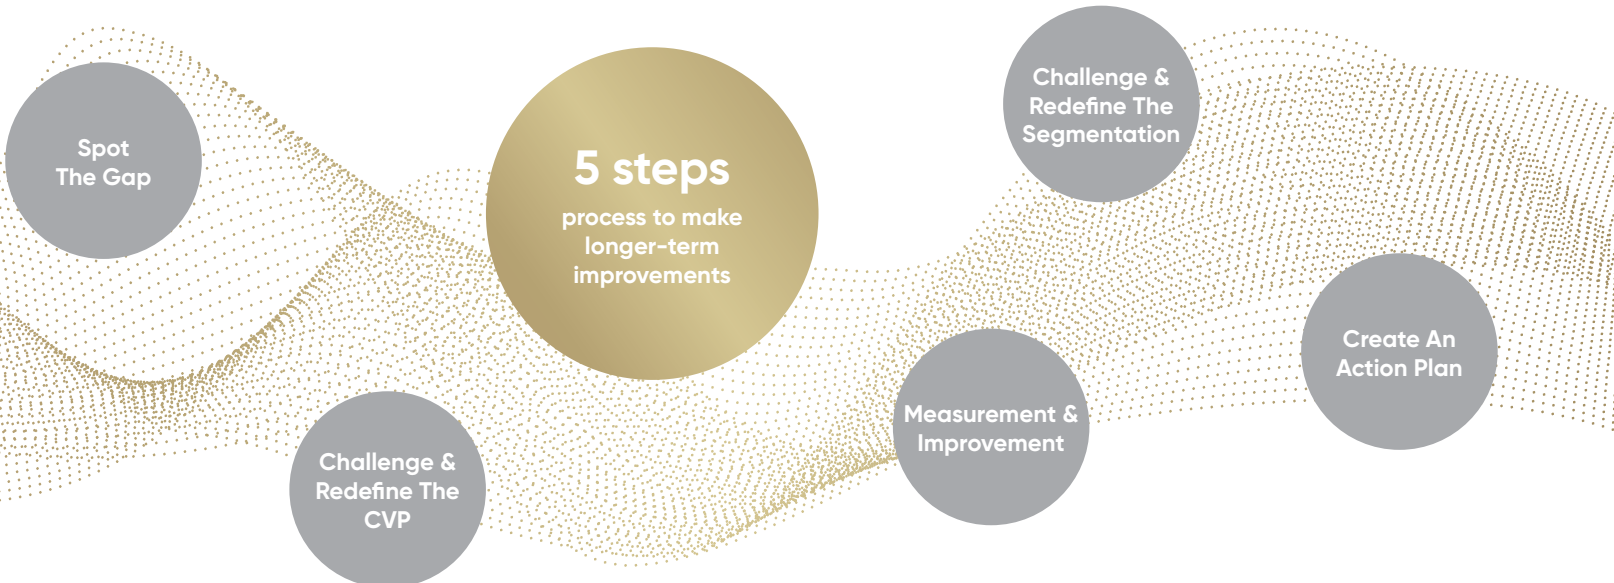 Spot
The Gap
5 steps
process to make
longer-term
improvements
Challenge &
Redefine The
Segmentation
Create An
Action Plan
Measurement &
Improvement
Challenge &
Redefine The
CVP